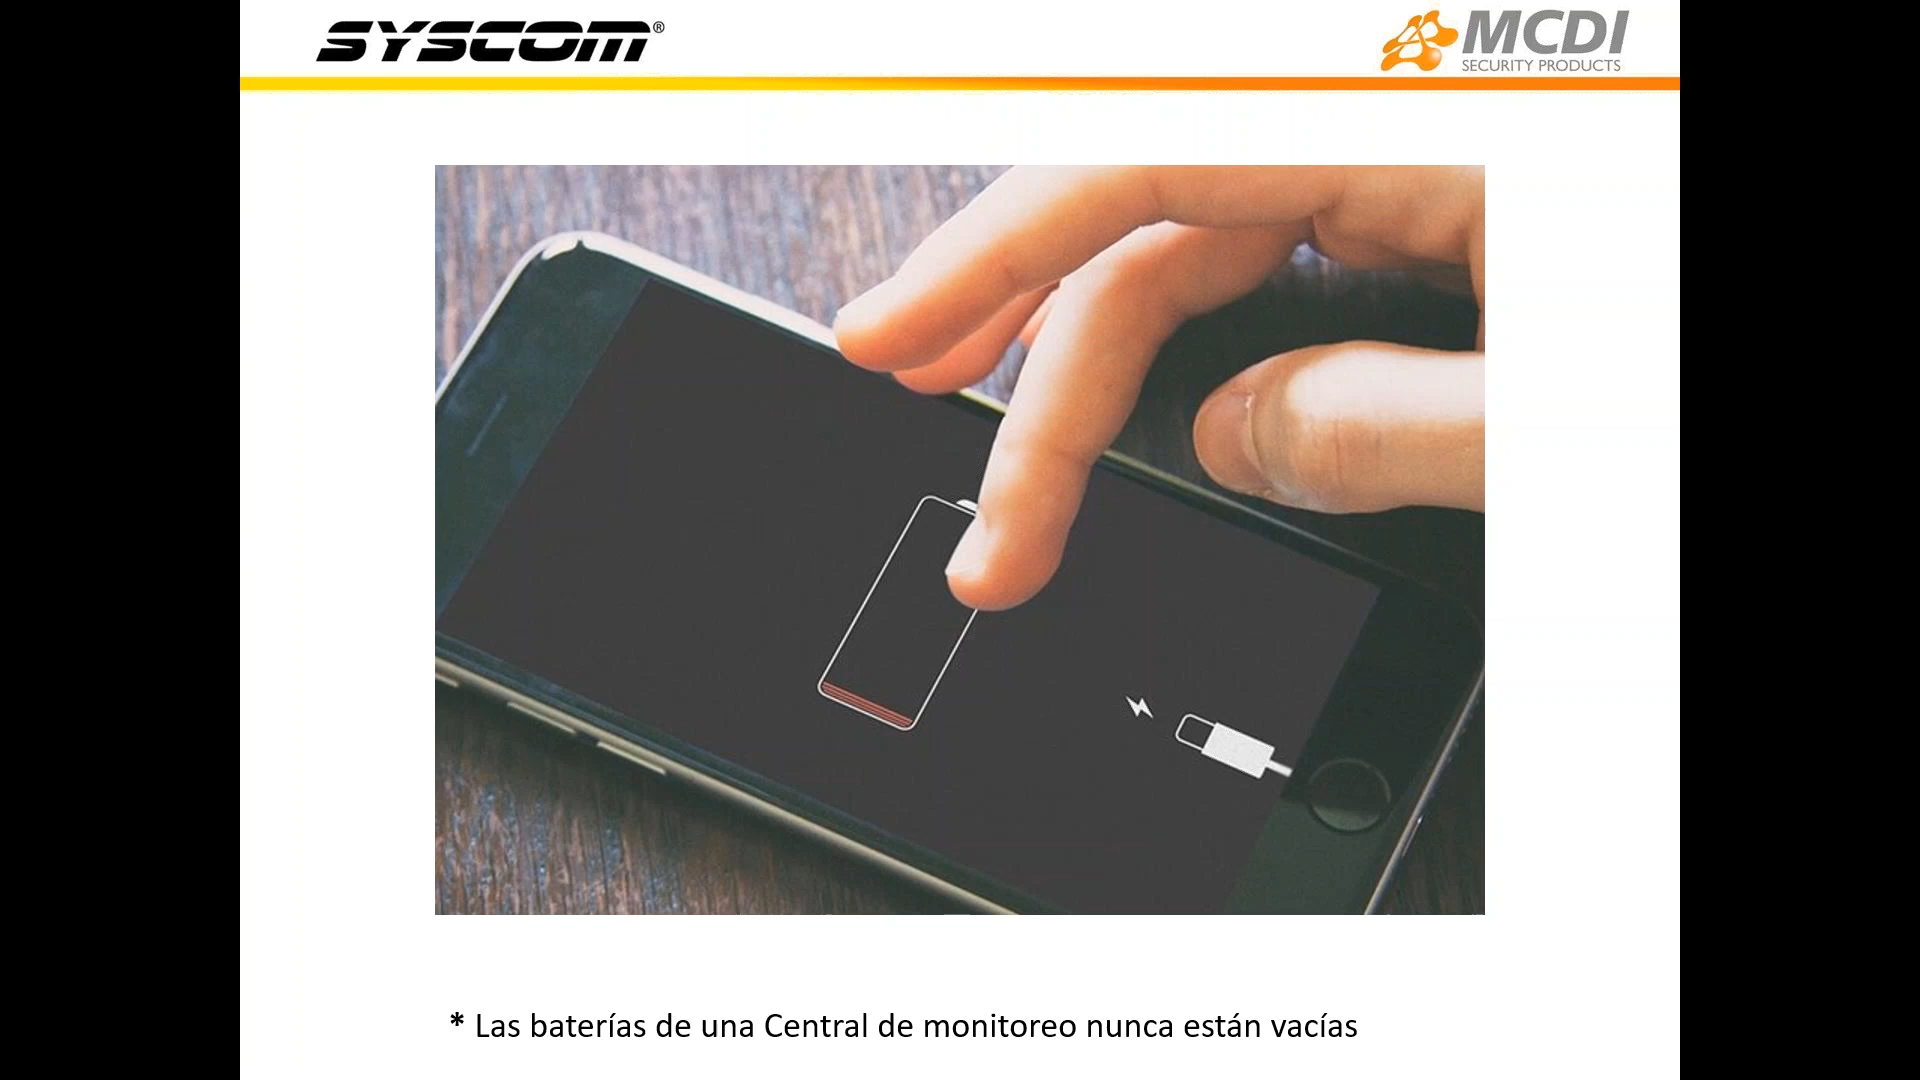 SYSCOM®
MCDI
SECURITY PRODUCTS
* Las baterías de una Central de monitoreo nunca están vacías